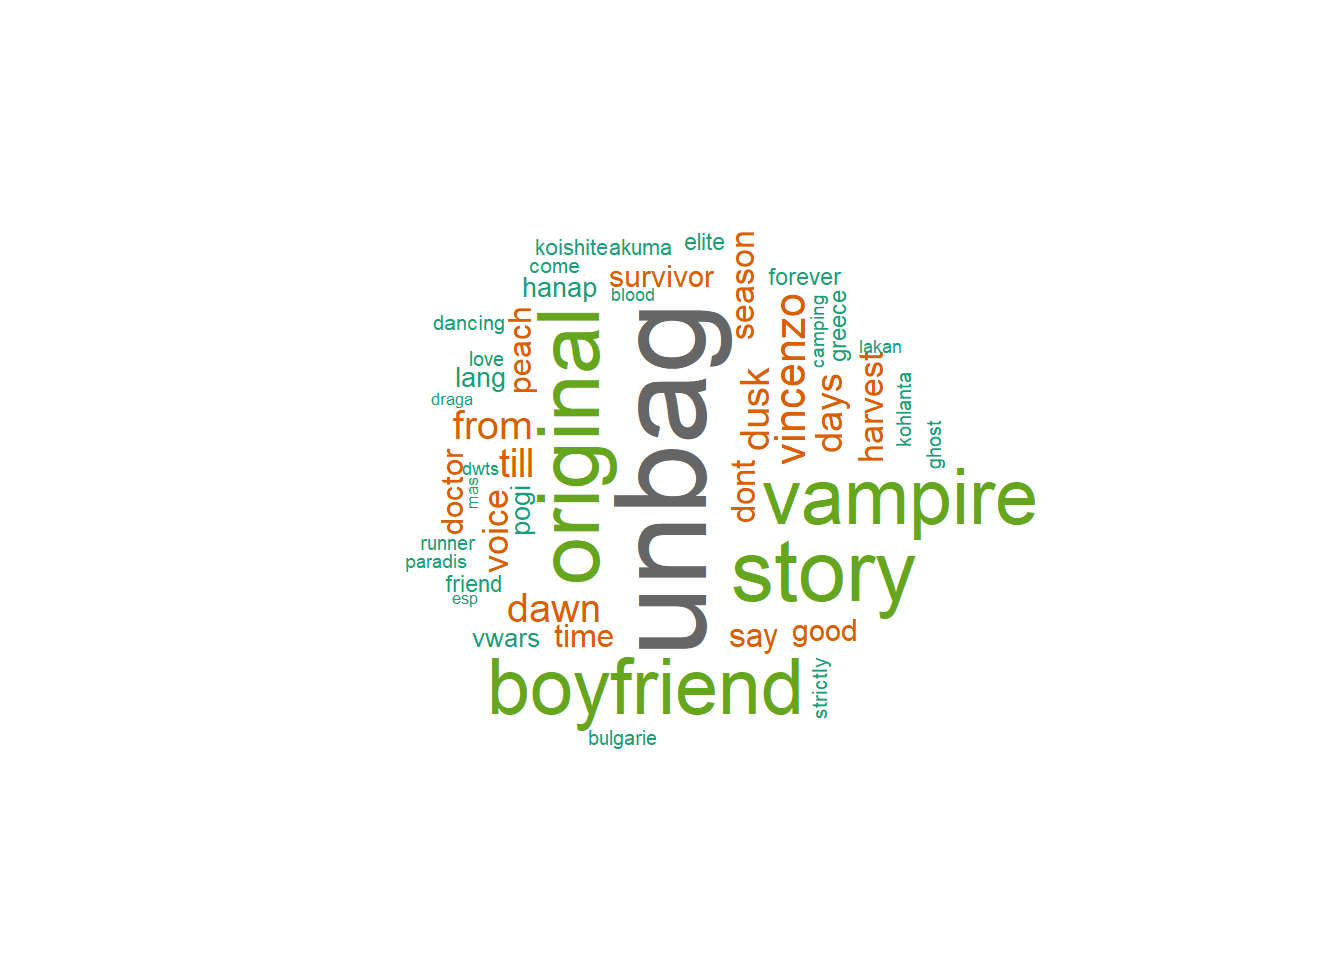 koishiteakuma
elite
season
come
survivor
forever
hanap
blood
vincenzo
camping
greece
dancing
peach
original
unbag
lakan
love
lang
draga
dusk
days
harvest
kohlanta
from
ghost
doctor
dwts
till
mas
voice
pogi
dont
vampire
runner
paradis
story
friend
esp
dawn
vwars
time
say
good
boyfriend
strictly
bulgarie